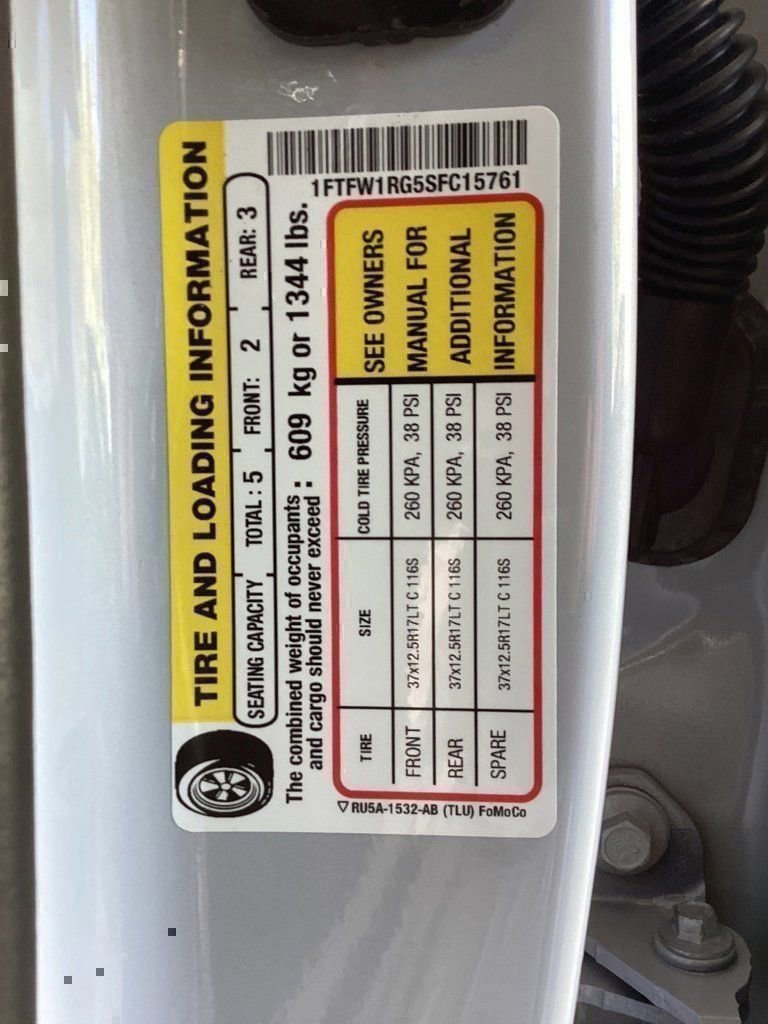 TIRE AND LOADING INFORMATION
SEATING CAPACITY TOTAL : 5 FRONT: 2 REAR: 3
The combined weight of occupants and cargo should never exceed : 609 kg or 1344 lbs.
1FTFW1RG5SFC15761
TIRE SIZE COLD TIRE PRESSURE
FRONT 37x12.5R17LT C 116S 260 KPA, 38 PSI
REAR 37x12.5R17LT C 116S 260 KPA, 38 PSI
SPARE 37x12.5R17LT C 116S 260 KPA, 38 PSI
SEE OWNERS
MANUAL FOR
ADDITIONAL
INFORMATION
▽ RU5A-1532-AB (TLU) FoMoCo